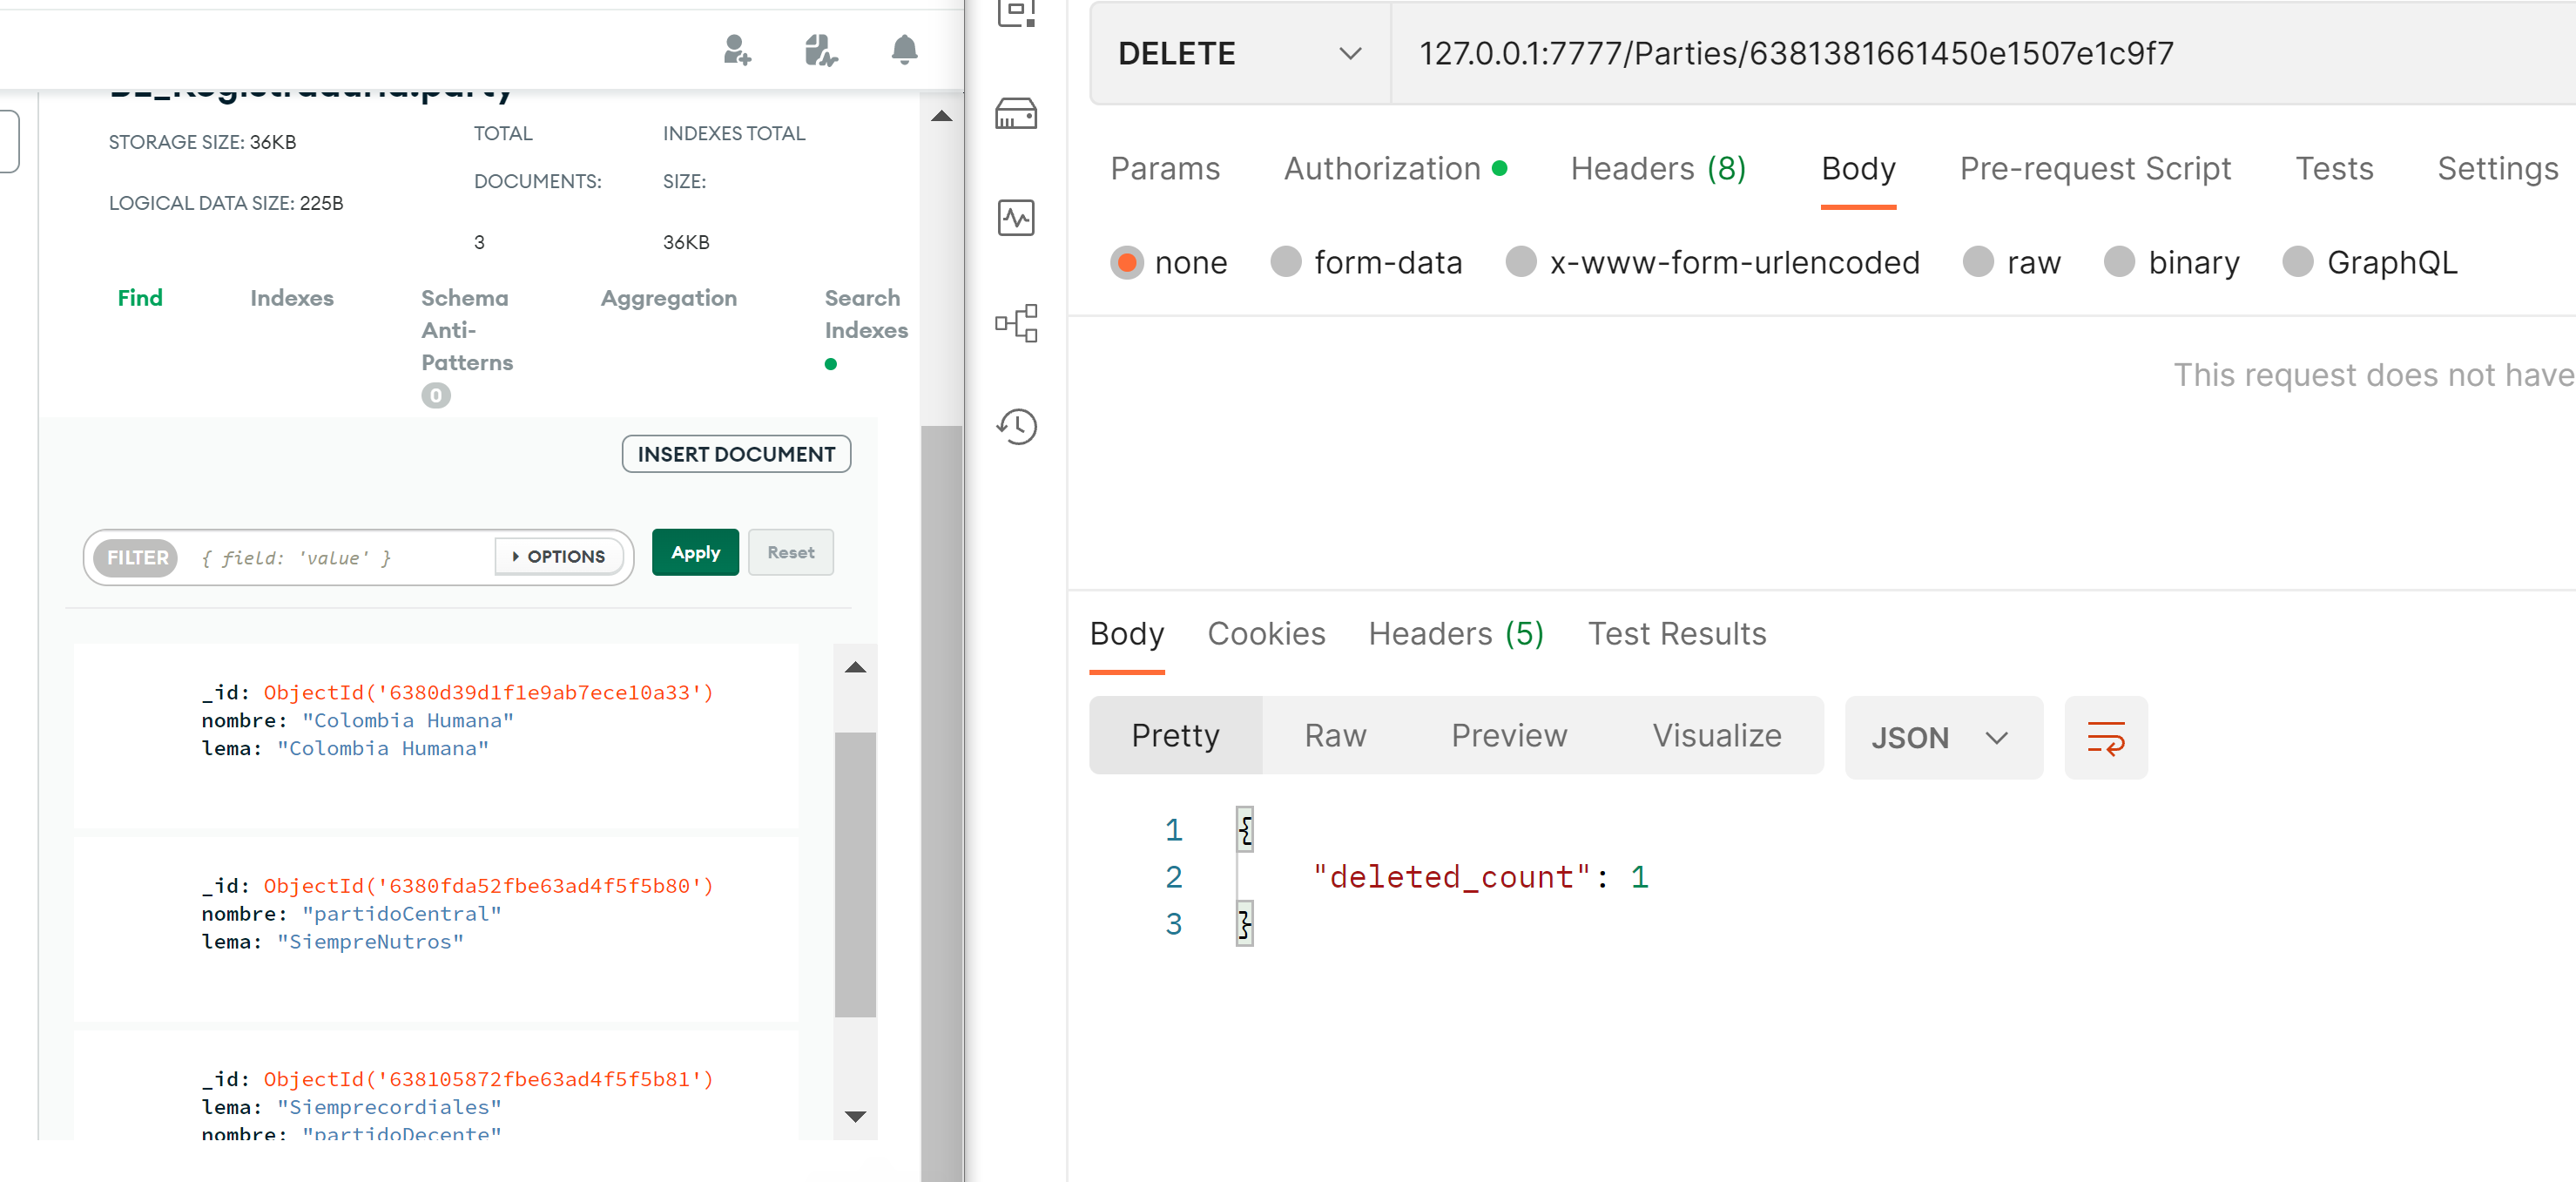 STORAGE SIZE: 36KB
LOGICAL DATA SIZE: 225B
TOTAL
DOCUMENTS:
3
INDEXES TOTAL
SIZE:
36KB
Find
Indexes
Schema
Anti-
Patterns
0
Aggregation
Search
Indexes
INSERT DOCUMENT
FILTER
{ field: 'value' }
OPTIONS
Apply
Reset
_id: ObjectId('6380d39d1f1e9ab7ece10a33')
nombre: "Colombia Humana"
lema: "Colombia Humana"
_id: ObjectId('6380fda52fbe63ad4f5f5b80')
nombre: "partidoCentral"
lema: "SiempreNutros"
_id: ObjectId('638105872fbe63ad4f5f5b81')
lema: "Siemprecordiales"
nombre: "partidoDecente"
DELETE
127.0.0.1:7777/Parties/6381381661450e1507e1c9f7
Params
Authorization
Headers (8)
Body
Pre-request Script
Tests
Settings
none
form-data
x-www-form-urlencoded
raw
binary
GraphQL
This request does not have
Body
Cookies
Headers (5)
Test Results
Pretty
Raw
Preview
Visualize
JSON
1 {
2 "deleted_count": 1
3 }